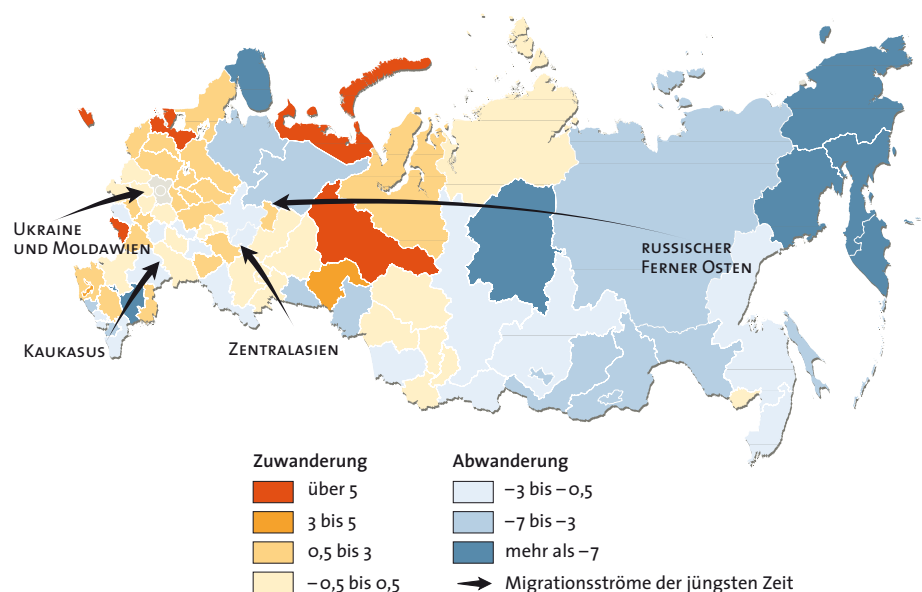 Ukraine
und Moldawien
russischer
Ferner Osten
Kaukasus
Zentralasien
Zuwanderung
über 5
3 bis 5
0,5 bis 3
–0,5 bis 0,5
Abwanderung
–3 bis –0,5
–7 bis –3
mehr als –7
Migrationsströme der jüngsten Zeit